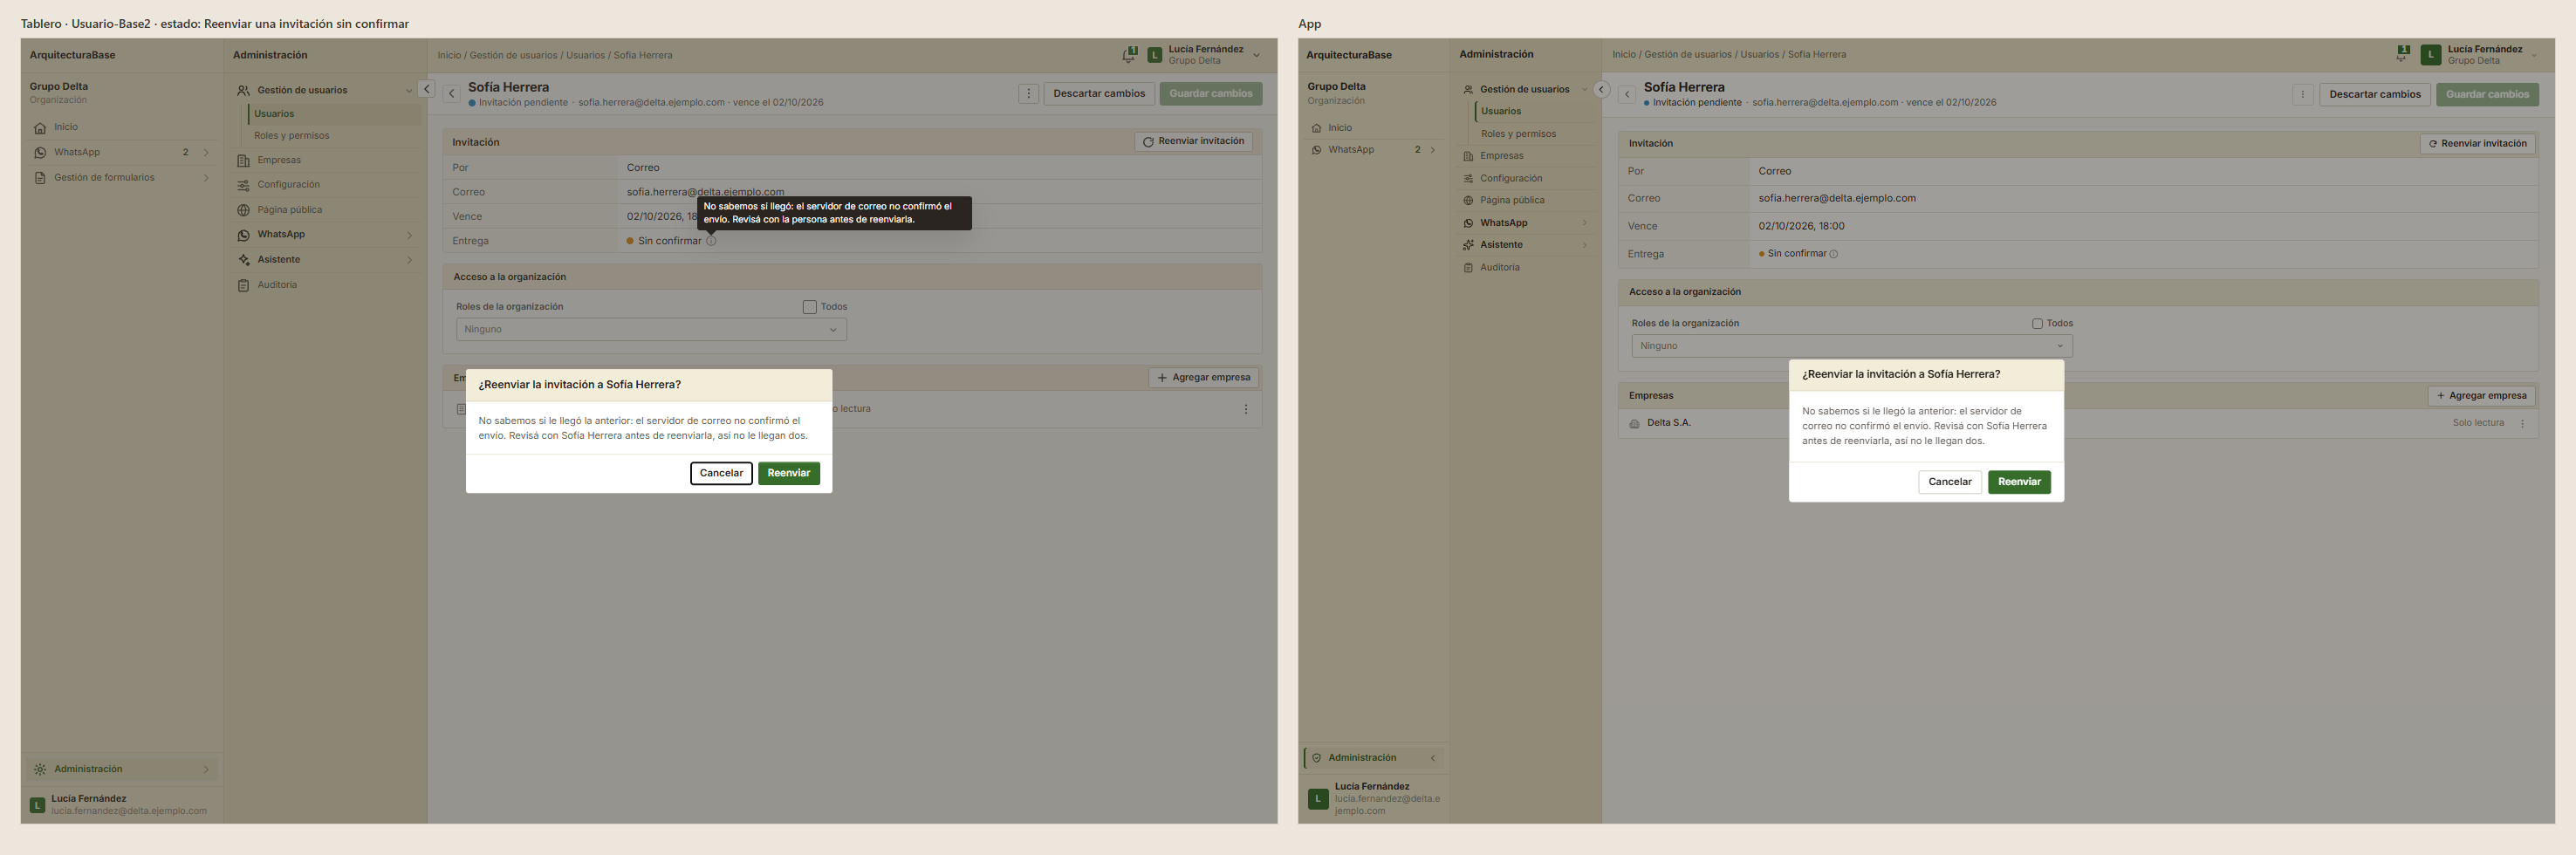 Tablero · Usuario-Base2 · estado: Reenviar una invitación sin confirmar
ArquitecturaBase
Grupo Delta
Organización
Inicio
WhatsApp 2
Gestión de formularios
Administración
L
Lucía Fernández
lucia.fernandez@delta.ejemplo.com
Administración
Gestión de usuarios
Usuarios
Roles y permisos
Empresas
Configuración
Página pública
WhatsApp
Asistente
Auditoría
Inicio / Gestión de usuarios / Usuarios / Sofía Herrera
1
L
Lucía Fernández
Grupo Delta
Sofía Herrera
Invitación pendiente · sofia.herrera@delta.ejemplo.com · vence el 02/10/2026
Descartar cambios
Guardar cambios
Invitación
Reenviar invitación
Por Correo
Correo sofia.herrera@delta.ejemplo.com
No sabemos si llegó: el servidor de correo no confirmó el
envío. Revisá con la persona antes de reenviarla.
Vence 02/10/2026, 18
Entrega Sin confirmar
Acceso a la organización
Roles de la organización Todos
Ninguno
Em
Agregar empresa
o lectura
¿Reenviar la invitación a Sofía Herrera?
No sabemos si le llegó la anterior: el servidor de correo no confirmó el
envío. Revisá con Sofía Herrera antes de reenviarla, así no le llegan dos.
Cancelar
Reenviar
App
ArquitecturaBase
Grupo Delta
Organización
Inicio
WhatsApp 2
Administración
L
Lucía Fernández
lucia.fernandez@delta.e
jemplo.com
Administración
Gestión de usuarios
Usuarios
Roles y permisos
Empresas
Configuración
Página pública
WhatsApp
Asistente
Auditoría
Inicio / Gestión de usuarios / Usuarios / Sofía Herrera
1
L
Lucía Fernández
Grupo Delta
Sofía Herrera
Invitación pendiente · sofia.herrera@delta.ejemplo.com · vence el 02/10/2026
Descartar cambios
Guardar cambios
Invitación
Reenviar invitación
Por Correo
Correo sofia.herrera@delta.ejemplo.com
Vence 02/10/2026, 18:00
Entrega Sin confirmar
Acceso a la organización
Roles de la organización Todos
Ninguno
Empresas
Agregar empresa
Delta S.A.
Solo lectura
¿Reenviar la invitación a Sofía Herrera?
No sabemos si le llegó la anterior: el servidor de
correo no confirmó el envío. Revisá con Sofía Herrera
antes de reenviarla, así no le llegan dos.
Cancelar
Reenviar